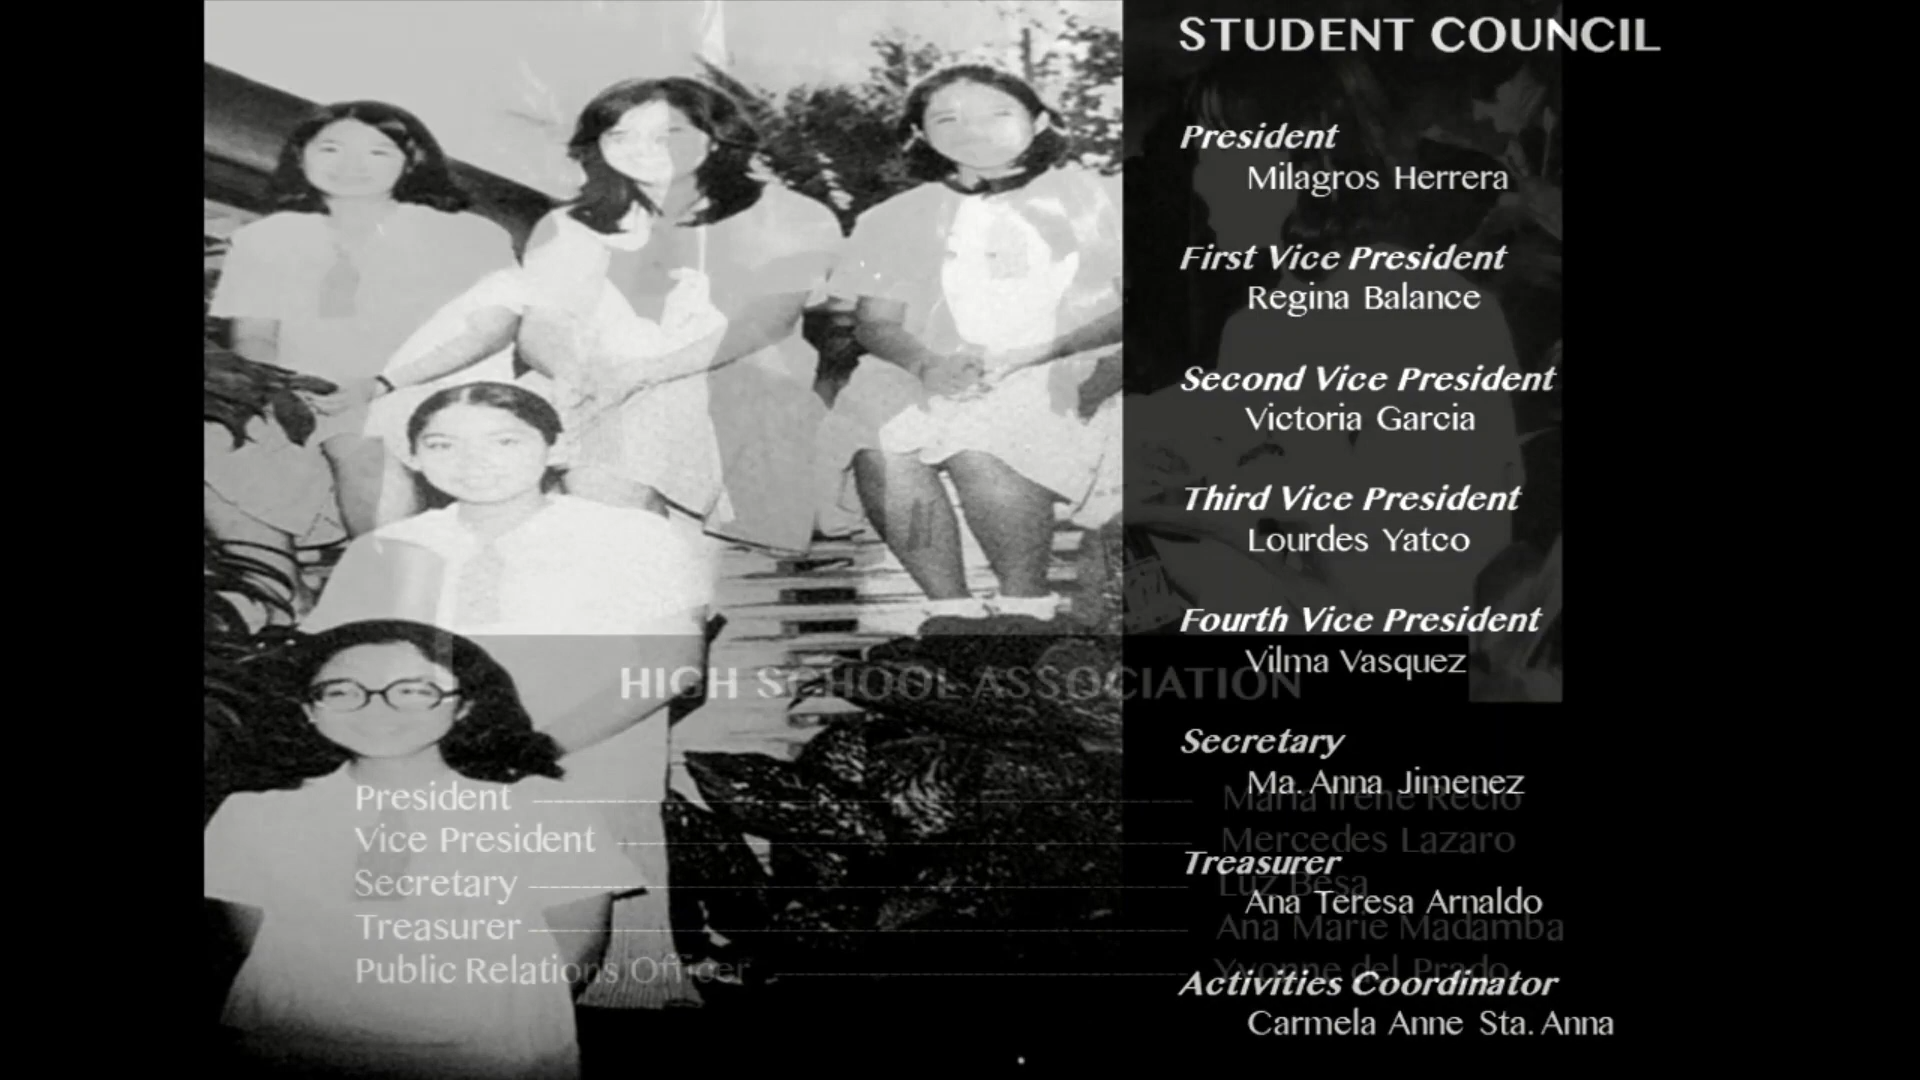 STUDENT COUNCIL
President
Milagros Herrera
First Vice President
Regina Balance
Second Vice President
Victoria Garcia
Third Vice President
Lourdes Yatco
Fourth Vice President
Vilma Vasquez
Secretary
Ma. Anna Jimenez
Treasurer
Ana Teresa Arnaldo
Activities Coordinator
Carmela Anne Sta. Anna
HIGH SCHOOL ASSOCIATION
President Maria Irene Recio
Vice President Mercedes Lazaro
Secretary Luz Besa
Treasurer Ana Marie Madamba
Public Relations Officer Yvonne del Prado